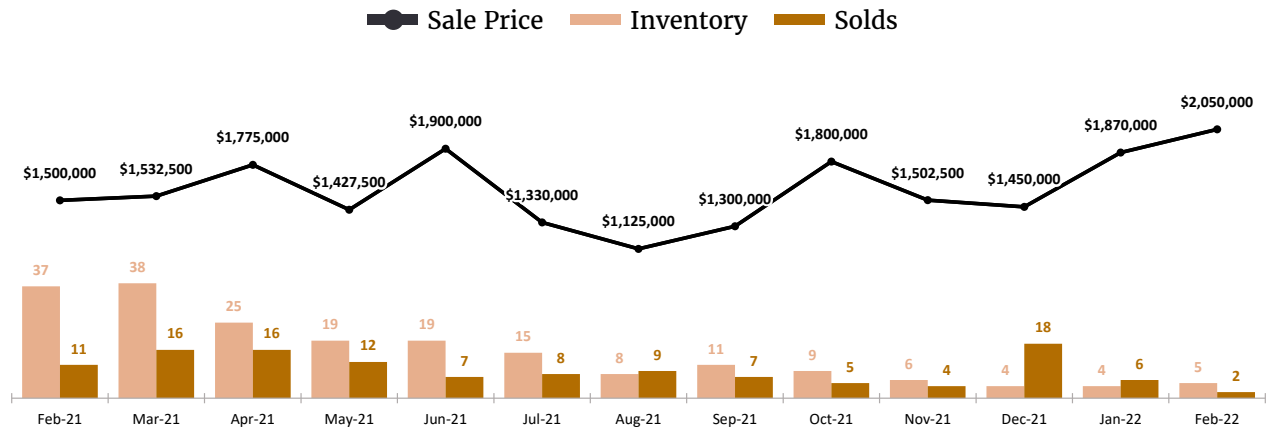 Sale Price Inventory Solds
$1,500,000 $1,532,500 $1,775,000 $1,427,500 $1,900,000 $1,330,000 $1,125,000 $1,300,000 $1,800,000 $1,502,500 $1,450,000 $1,870,000 $2,050,000
37 11 38 16 25 16 19 12 19 7 15 8 8 9 11 7 9 5 6 4 4 18 4 6 5 2
Feb-21 Mar-21 Apr-21 May-21 Jun-21 Jul-21 Aug-21 Sep-21 Oct-21 Nov-21 Dec-21 Jan-22 Feb-22